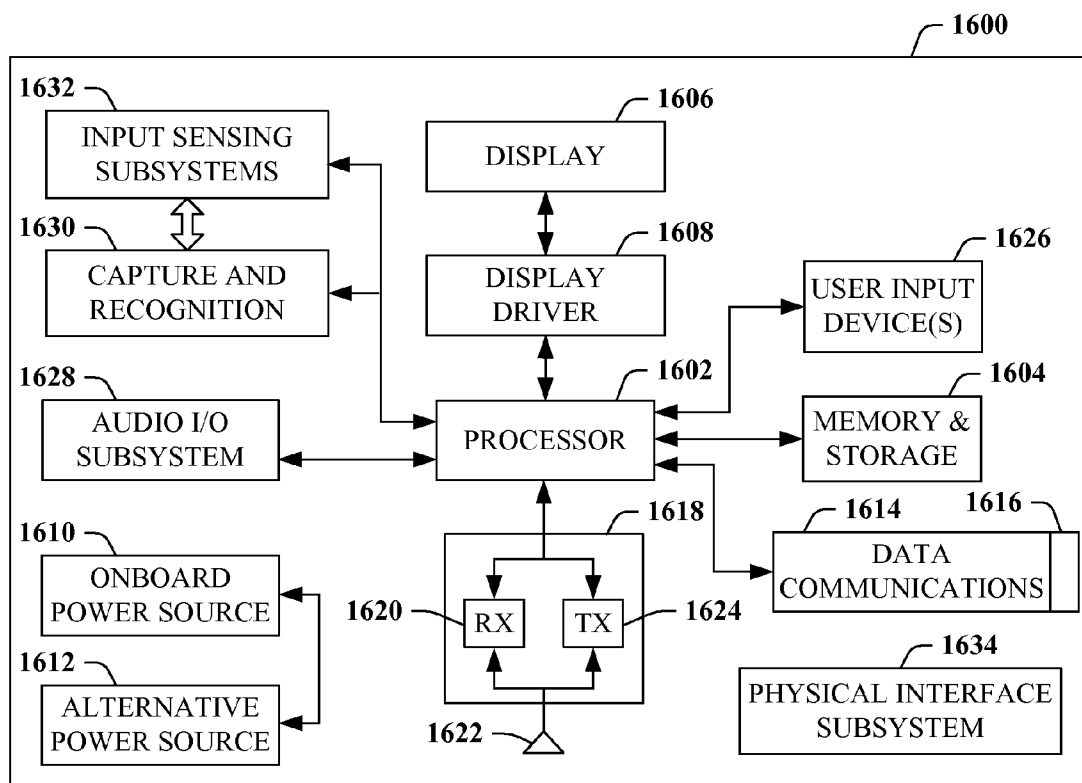 1600
1632
INPUT SENSING
SUBSYSTEMS
1630
CAPTURE AND
RECOGNITION
1628
AUDIO I/O
SUBSYSTEM
1610
ONBOARD
POWER SOURCE
1612
ALTERNATIVE
POWER SOURCE
1606
DISPLAY
1608
DISPLAY
DRIVER
1602
PROCESSOR
1618
1620
RX
TX
1624
1622
1626
USER INPUT
DEVICE(S)
1604
MEMORY &
STORAGE
1614
1616
DATA
COMMUNICATIONS
1634
PHYSICAL INTERFACE
SUBSYSTEM